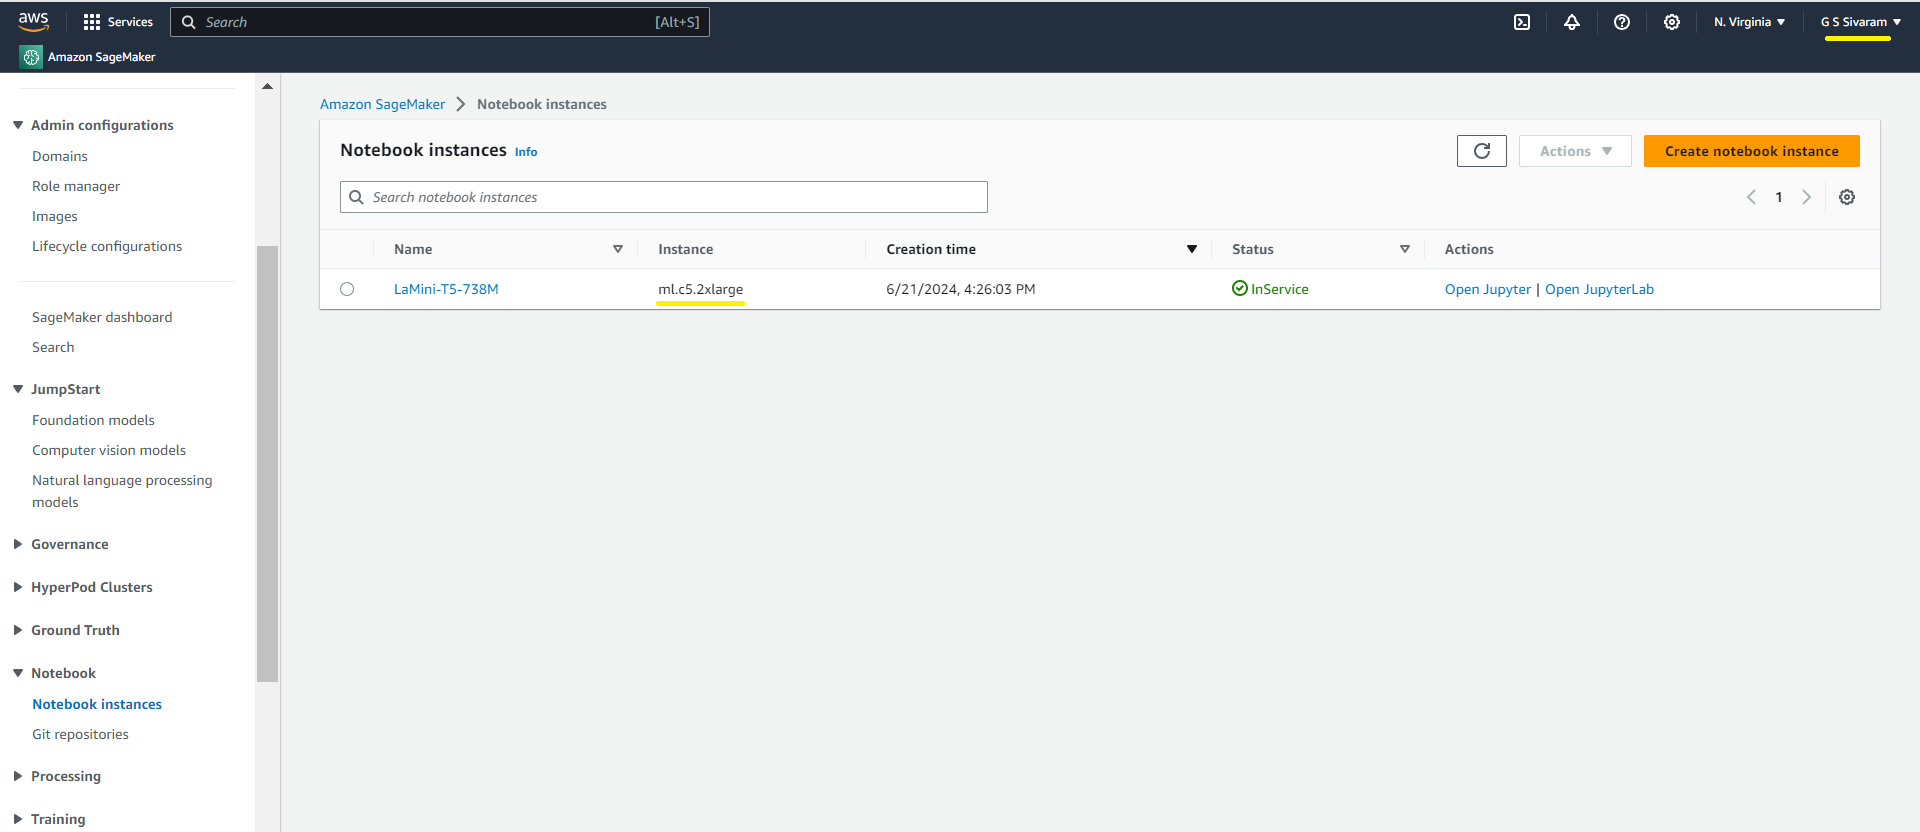 aws
Services
Search [Alt+S]
N. Virginia
G S Sivaram
Amazon SageMaker
Admin configurations
Domains
Role manager
Images
Lifecycle configurations
SageMaker dashboard
Search
JumpStart
Foundation models
Computer vision models
Natural language processing
models
Governance
HyperPod Clusters
Ground Truth
Notebook
Notebook instances
Git repositories
Processing
Training
Amazon SageMaker Notebook instances
Notebook instances Info
Actions
Create notebook instance
Search notebook instances
1
Name Instance Creation time Status Actions
LaMini-T5-738M ml.c5.2xlarge 6/21/2024, 4:26:03 PM InService Open Jupyter | Open JupyterLab